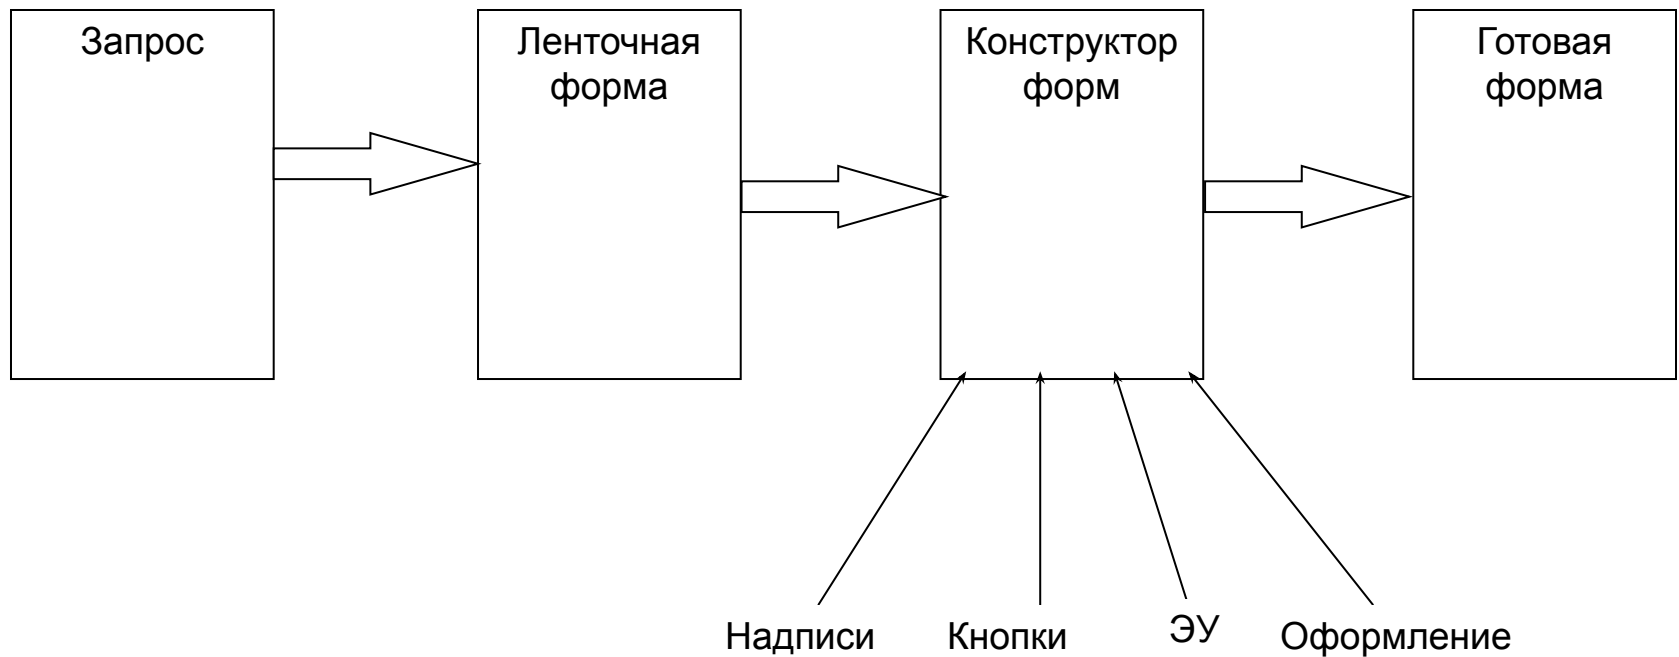 Запрос
Ленточная
форма
Конструктор
форм
Готовая
форма
Надписи
Кнопки
ЭУ
Оформление